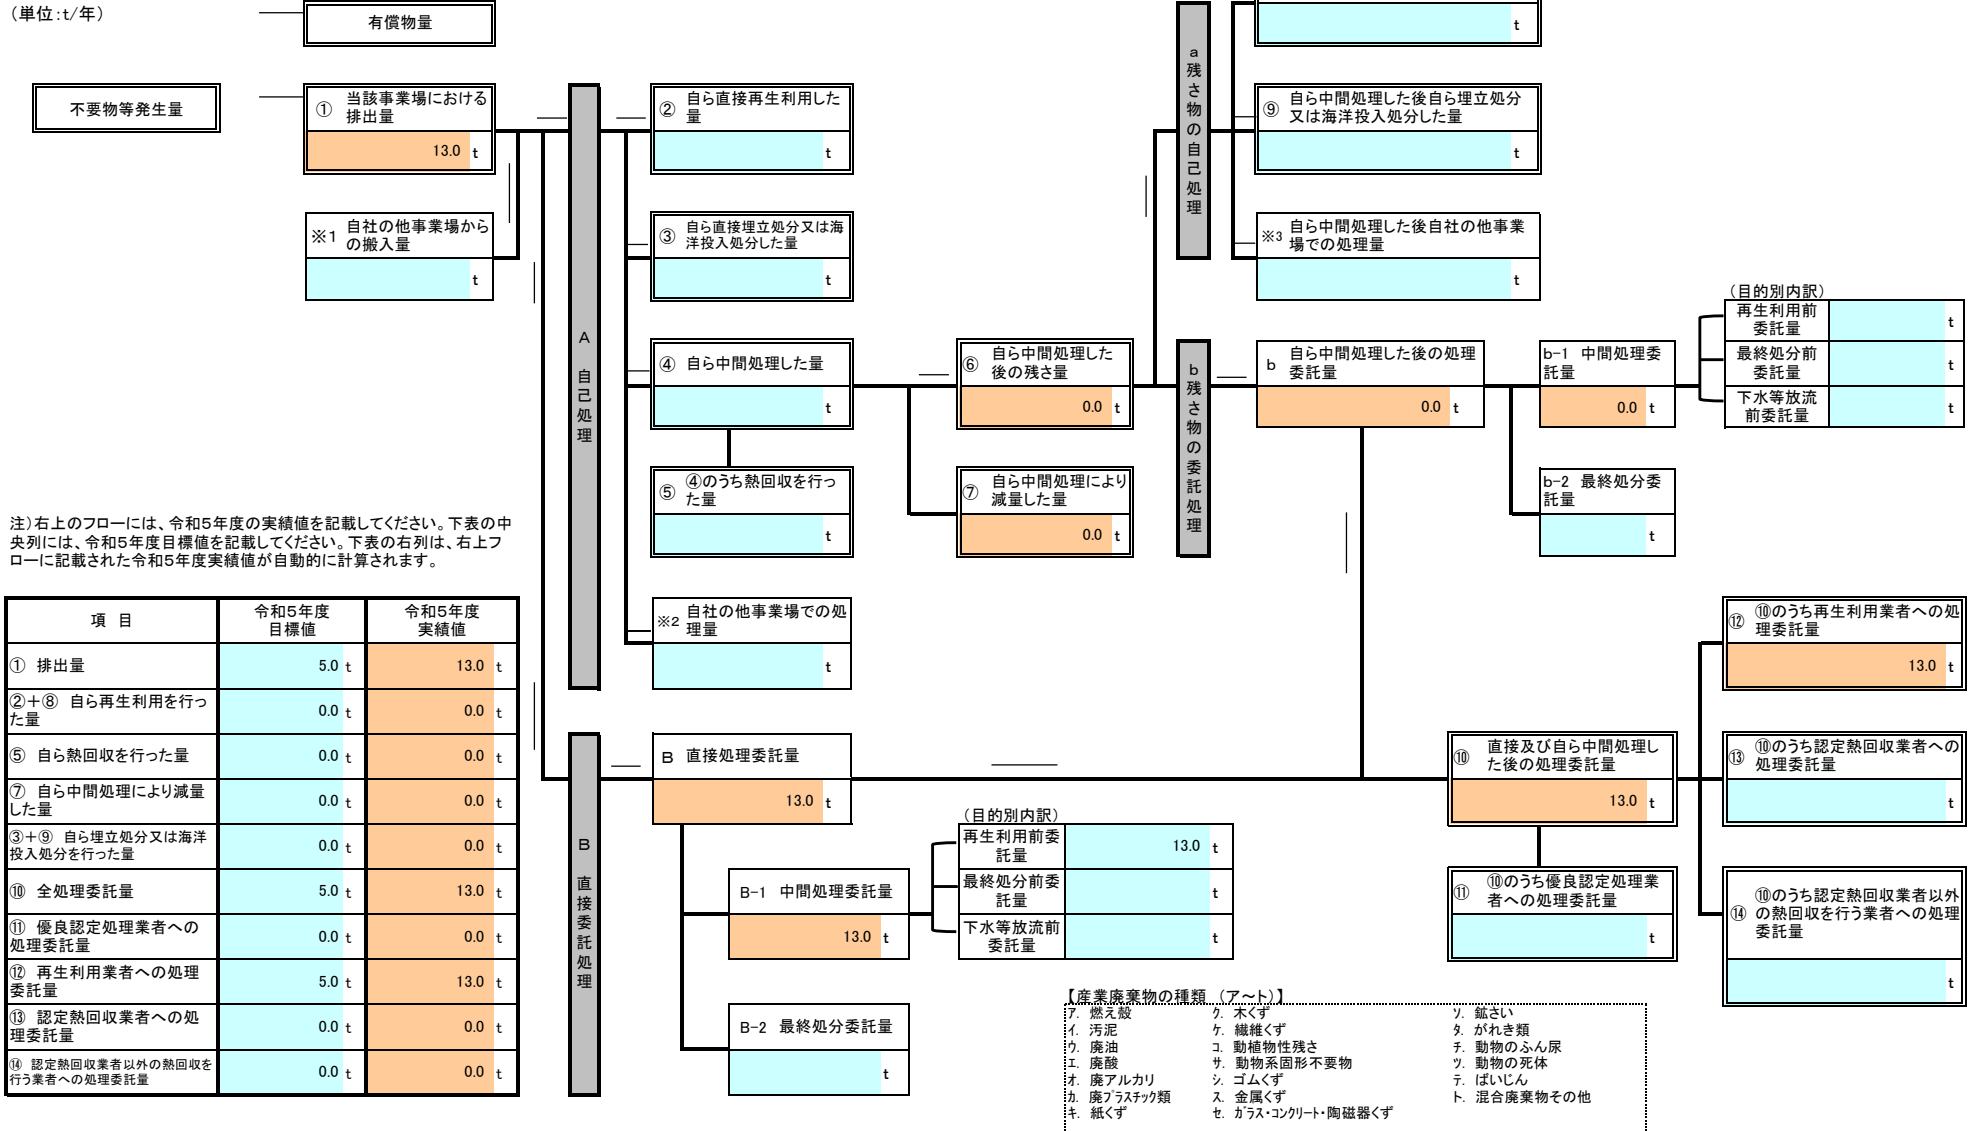 （単位:t/年）
有償物量
t
不要物等発生量
① 当該事業場における
排出量
13.0 t
※1 自社の他事業場から
の搬入量
t
A 自己処理
② 自ら直接再生利用した
量
t
③ 自ら直接埋立処分又は海
洋投入処分した量
t
④ 自ら中間処理した量
t
⑤ ④のうち熱回収を行っ
た量
t
※2 自社の他事業場での処
理量
t
⑥ 自ら中間処理した
後の残さ量
0.0 t
⑦ 自ら中間処理により
減量した量
0.0 t
a残さ物の自己処理
⑨ 自ら中間処理した後自ら埋立処分
又は海洋投入処分した量
t
※3 自ら中間処理した後自社の他事業
場での処理量
t
b残さ物の委託処理
b 自ら中間処理した後の処理
委託量
0.0 t
b-1 中間処理委
託量
0.0 t
（目的別内訳）
再生利用前
委託量
t
最終処分前
委託量
t
下水等放流
前委託量
t
b-2 最終処分委
託量
t
注）右上のフローには、令和5年度の実績値を記載してください。下表の中
央列には、令和5年度目標値を記載してください。下表の右列は、右上フ
ローに記載された令和5年度実績値が自動的に計算されます。
項 目
令和5年度
目標値
令和5年度
実績値
① 排出量 5.0 t 13.0 t
②＋⑧ 自ら再生利用を行っ
た量 0.0 t 0.0 t
⑤ 自ら熱回収を行った量 0.0 t 0.0 t
⑦ 自ら中間処理により減量
した量 0.0 t 0.0 t
③＋⑨ 自ら埋立処分又は海洋
投入処分を行った量 0.0 t 0.0 t
⑩ 全処理委託量 5.0 t 13.0 t
⑪ 優良認定処理業者への
処理委託量 0.0 t 0.0 t
⑫ 再生利用業者への処理
委託量 5.0 t 13.0 t
⑬ 認定熱回収業者への処
理委託量 0.0 t 0.0 t
⑭ 認定熱回収業者以外の熱回収を
行う業者への処理委託量 0.0 t 0.0 t
B 直接委託処理
B 直接処理委託量
13.0 t
B-1 中間処理委託量
13.0 t
B-2 最終処分委託量
t
（目的別内訳）
再生利用前委
託量
13.0 t
最終処分前委
託量
t
下水等放流前
委託量
t
⑩ 直接及び自ら中間処理し
た後の処理委託量
13.0 t
⑪ ⑩のうち優良認定処理業
者への処理委託量
t
⑫ ⑩のうち再生利用業者への処
理委託量
13.0 t
⑬ ⑩のうち認定熱回収業者への
処理委託量
t
⑭ ⑩のうち認定熱回収業者以外
の熱回収を行う業者への処理
委託量
t
【産業廃棄物の種類 （ア～ト）】
ア. 燃え殻 ク. 木くず ソ. 鉱さい
イ. 汚泥 ケ. 繊維くず タ. がれき類
ウ. 廃油 コ. 動植物性残さ チ. 動物のふん尿
エ. 廃酸 サ. 動物系固形不要物 ツ. 動物の死体
オ. 廃アルカリ シ. ゴムくず テ. ばいじん
カ. 廃プラスチック類 ス. 金属くず ト. 混合廃棄物その他
キ. 紙くず セ. ガラス・コンクリート・陶磁器くず